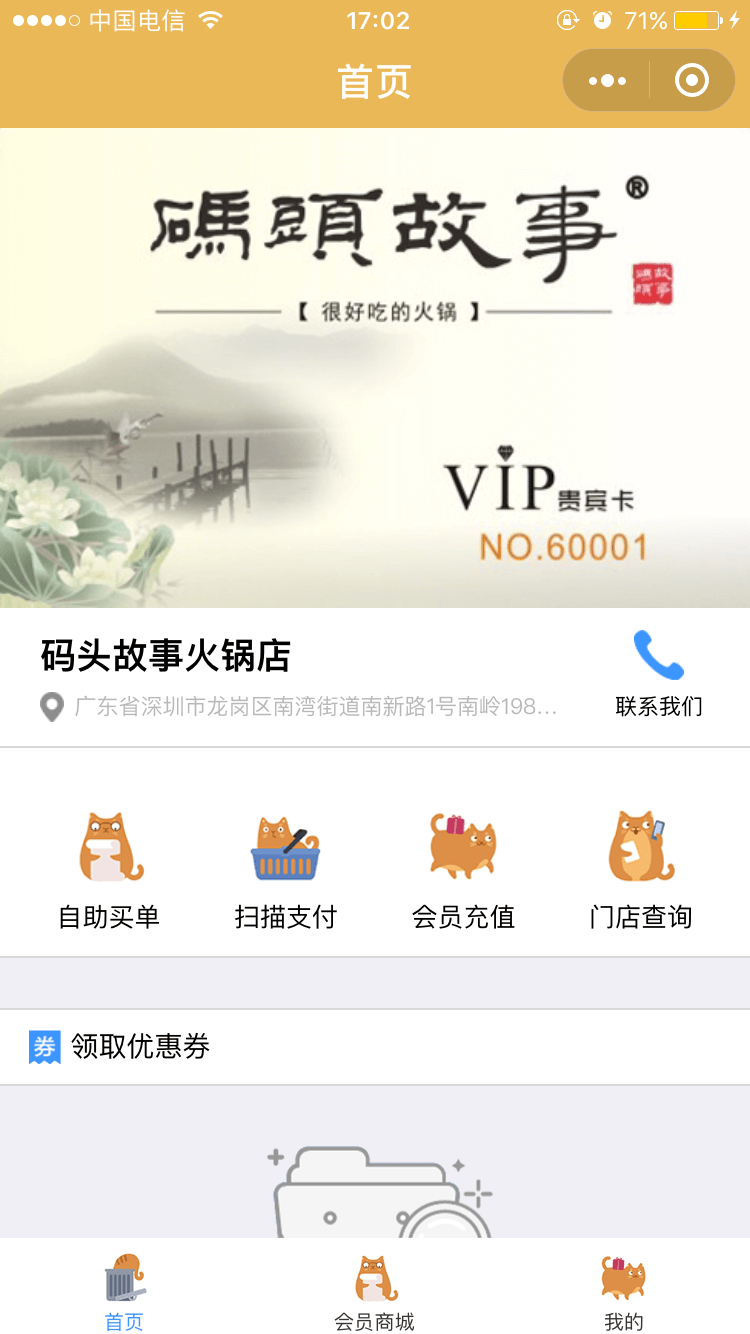 中国电信
17:02
71%
首页
碼頭故事®
故事
碼頭
【 很好吃的火锅 】
VIP贵宾卡
NO.60001
码头故事火锅店
广东省深圳市龙岗区南湾街道南新路1号南岭198...
联系我们
自助买单
扫描支付
会员充值
门店查询
券 领取优惠券
首页
会员商城
我的